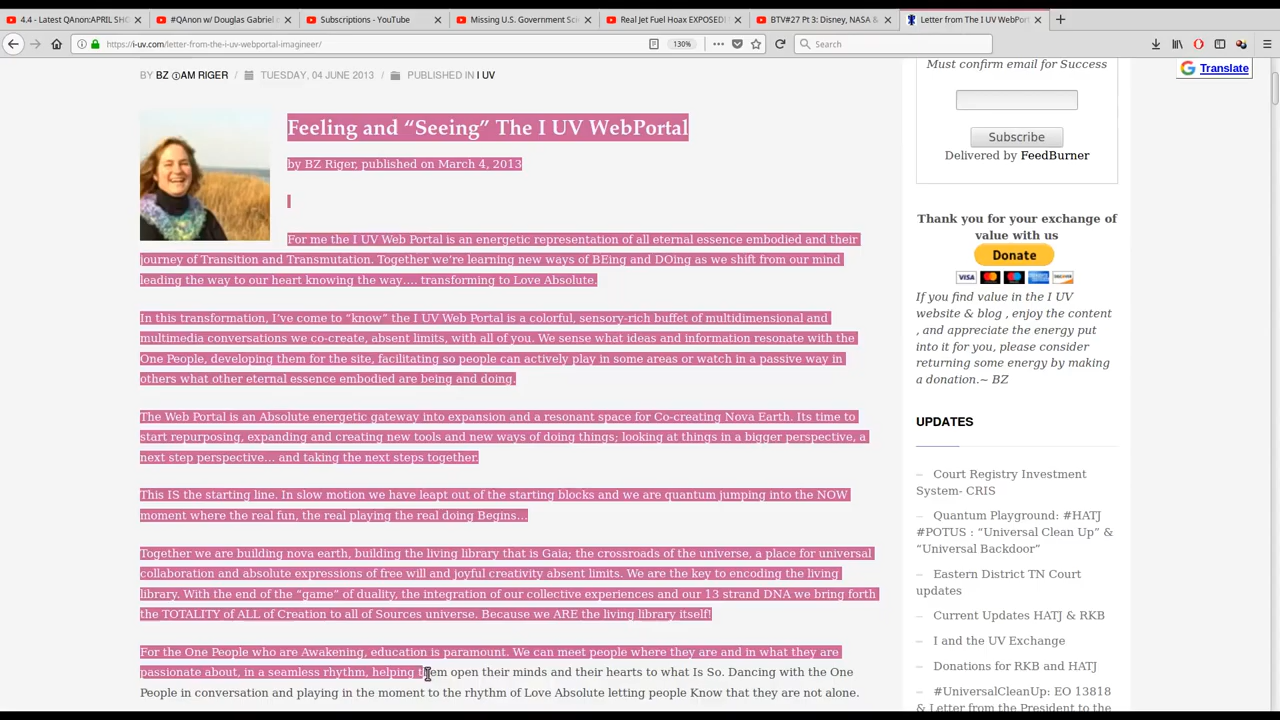 4.4 - Latest QAnon:APRIL SHO
#QAnon w/ Douglas Gabriel
Subscriptions - YouTube
Missing U.S. Government Sci
Real Jet Fuel Hoax EXPOSED!
BTV#27 Pt 3: Disney, NASA &
Letter from The I UV WebPor
https://i-uv.com/letter-from-the-i-uv-webportal-imagineer/
130%
Search
BY BZ ⓘAM RIGER / TUESDAY, 04 JUNE 2013 / PUBLISHED IN I UV
Feeling and “Seeing” The I UV WebPortal
by BZ Riger, published on March 4, 2013
For me the I UV Web Portal is an energetic representation of all eternal essence embodied and their
journey of Transition and Transmutation. Together we’re learning new ways of BEing and DOing as we shift from our mind
leading the way to our heart knowing the way…. transforming to Love Absolute.
In this transformation, I’ve come to “know” the I UV Web Portal is a colorful, sensory-rich buffet of multidimensional and
multimedia conversations we co-create, absent limits, with all of you. We sense what ideas and information resonate with the
One People, developing them for the site, facilitating so people can actively play in some areas or watch in a passive way in
others what other eternal essence embodied are being and doing.
The Web Portal is an Absolute energetic gateway into expansion and a resonant space for Co-creating Nova Earth. Its time to
start repurposing, expanding and creating new tools and new ways of doing things; looking at things in a bigger perspective, a
next step perspective… and taking the next steps together.
This IS the starting line. In slow motion we have leapt out of the starting blocks and we are quantum jumping into the NOW
moment where the real fun, the real playing the real doing Begins…
Together we are building nova earth, building the living library that is Gaia; the crossroads of the universe, a place for universal
collaboration and absolute expressions of free will and joyful creativity absent limits. We are the key to encoding the living
library. With the end of the “game” of duality, the integration of our collective experiences and our 13 strand DNA we bring forth
the TOTALITY of ALL of Creation to all of Sources universe. Because we ARE the living library itself!
For the One People who are Awakening, education is paramount. We can meet people where they are and in what they are
passionate about, in a seamless rhythm, helping them open their minds and their hearts to what Is So. Dancing with the One
People in conversation and playing in the moment to the rhythm of Love Absolute letting people Know that they are not alone.
Must confirm email for Success
Subscribe
Delivered by FeedBurner
Thank you for your exchange of
value with us
Donate
VISA
If you find value in the I UV
website & blog , enjoy the content
, and appreciate the energy put
into it for you, please consider
returning some energy by making
a donation.~ BZ
UPDATES
Court Registry Investment
System- CRIS
Quantum Playground: #HATJ
#POTUS : “Universal Clean Up” &
“Universal Backdoor”
Eastern District TN Court
updates
Current Updates HATJ & RKB
I and the UV Exchange
Donations for RKB and HATJ
#UniversalCleanUp: EO 13818
& Letter from the President to the
G Translate